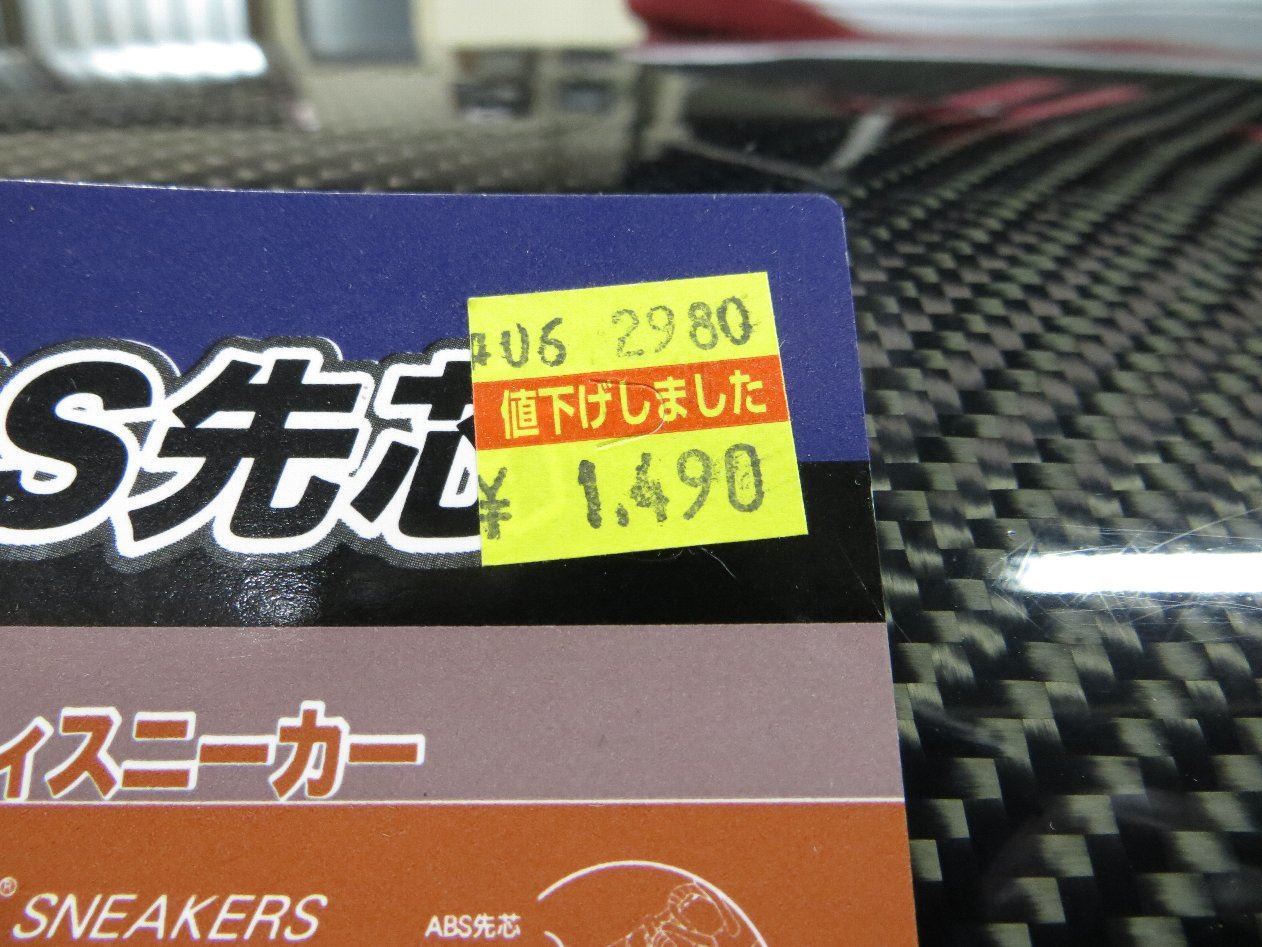 406 2980
値下げしました
¥ 1.490
S先芯
ィスニーカー
® SNEAKERS
ABS先芯